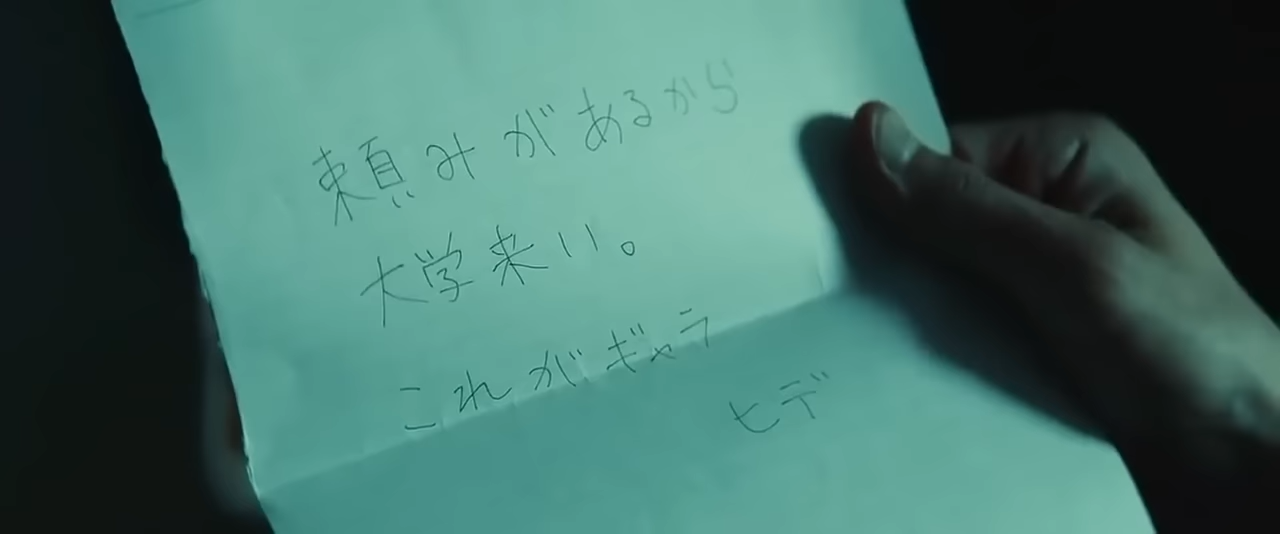 頼みがあるから
大学来い。
これがギャラ
ヒデ